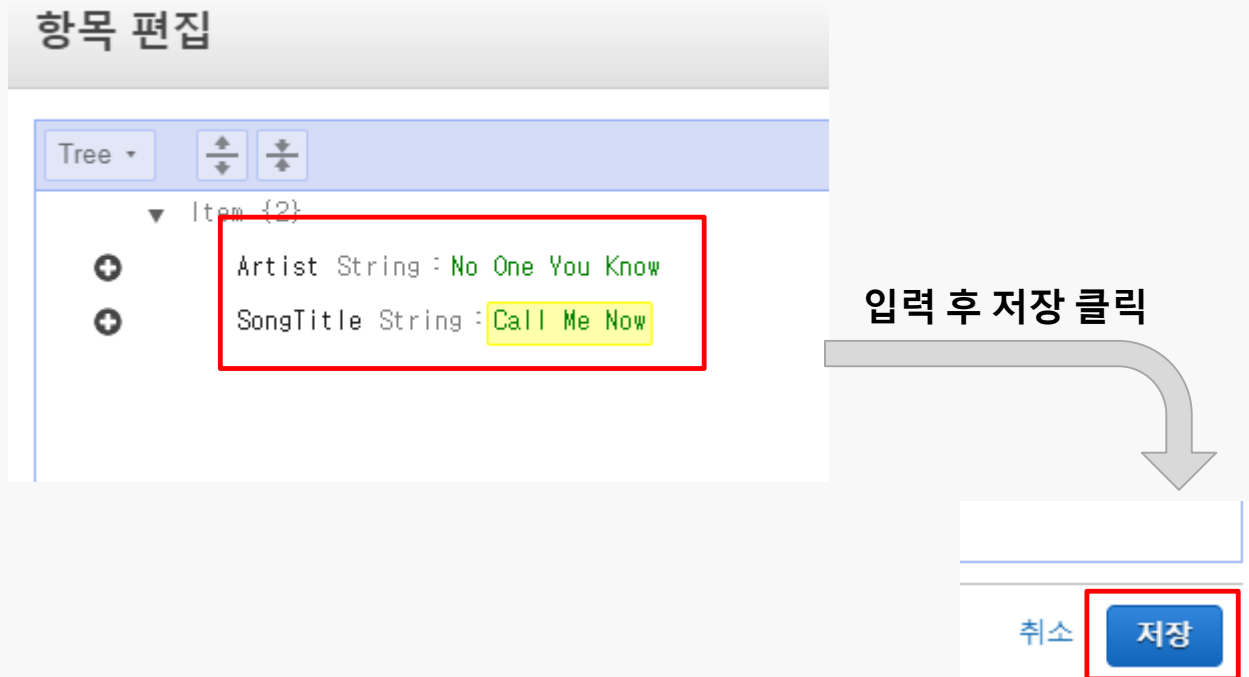 항목 편집
Tree
Item {2}
Artist String : No One You Know
SongTitle String : Call Me Now
입력 후 저장 클릭
취소
저장